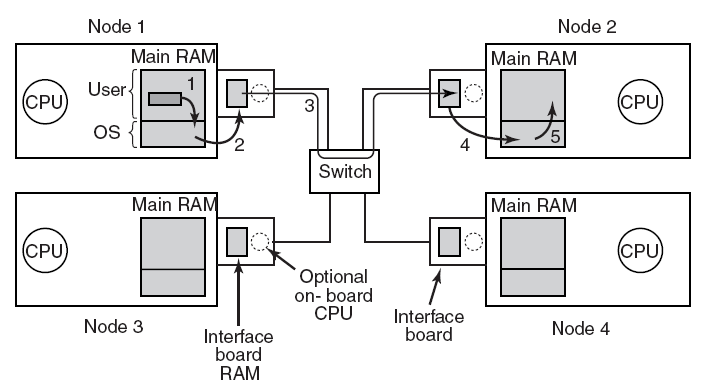 Node 1
Node 2
Main RAM
Main RAM
User
1
CPU
CPU
3
OS
2
4
5
Switch
Main RAM
Main RAM
CPU
CPU
Optional
on- board
CPU
Interface
board
Node 3
Node 4
Interface
board
RAM